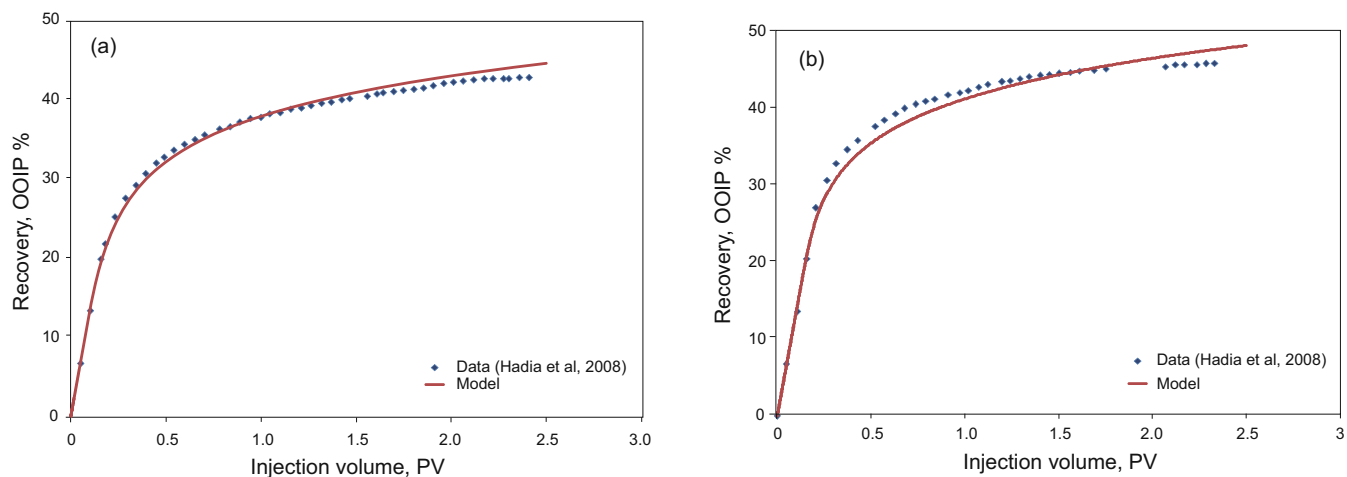 (a)
Recovery, OOIP %
50
40
30
20
10
0
Data (Hadia et al, 2008)
Model
0
0.5
1.0
1.5
2.0
2.5
3.0
Injection volume, PV
(b)
Recovery, OOIP %
50
40
30
20
10
0
Data (Hadia et al, 2008)
Model
0
0.5
1.0
1.5
2.0
2.5
3
Injection volume, PV